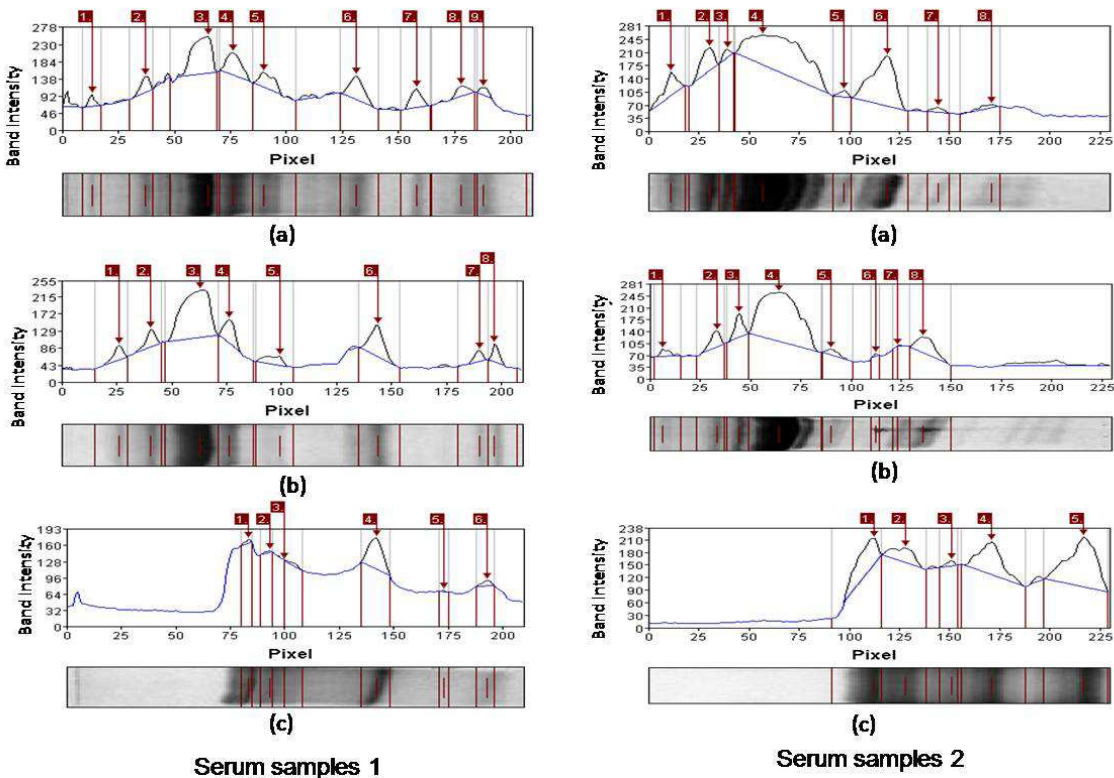 1. 2. 3. 4. 5. 6. 7. 8. 9.
278
230
184
138
92
46
0
Band Intensity
0 25 50 75 100 125 150 175 200
Pixel
(a)
1. 2. 3. 4. 5. 6. 7. 8.
255
215
172
129
86
43
0
Band Intensity
0 25 50 75 100 125 150 175 200
Pixel
(b)
1. 2. 3. 4. 5. 6.
193
160
128
96
64
32
0
Band Intensity
0 25 50 75 100 125 150 175 200
Pixel
(c)
Serum samples 1
1. 2. 3. 4. 5. 6. 7. 8.
281
245
210
175
140
105
70
35
0
Band Intensity
0 25 50 75 100 125 150 175 200 225
Pixel
(a)
1. 2. 3. 4. 5. 6. 7. 8.
281
245
210
175
140
105
70
35
0
Band Intensity
0 25 50 75 100 125 150 175 200 225
Pixel
(b)
1. 2. 3. 4. 5.
238
210
180
150
120
90
60
30
0
Band Intensity
0 25 50 75 100 125 150 175 200 225
Pixel
(c)
Serum samples 2